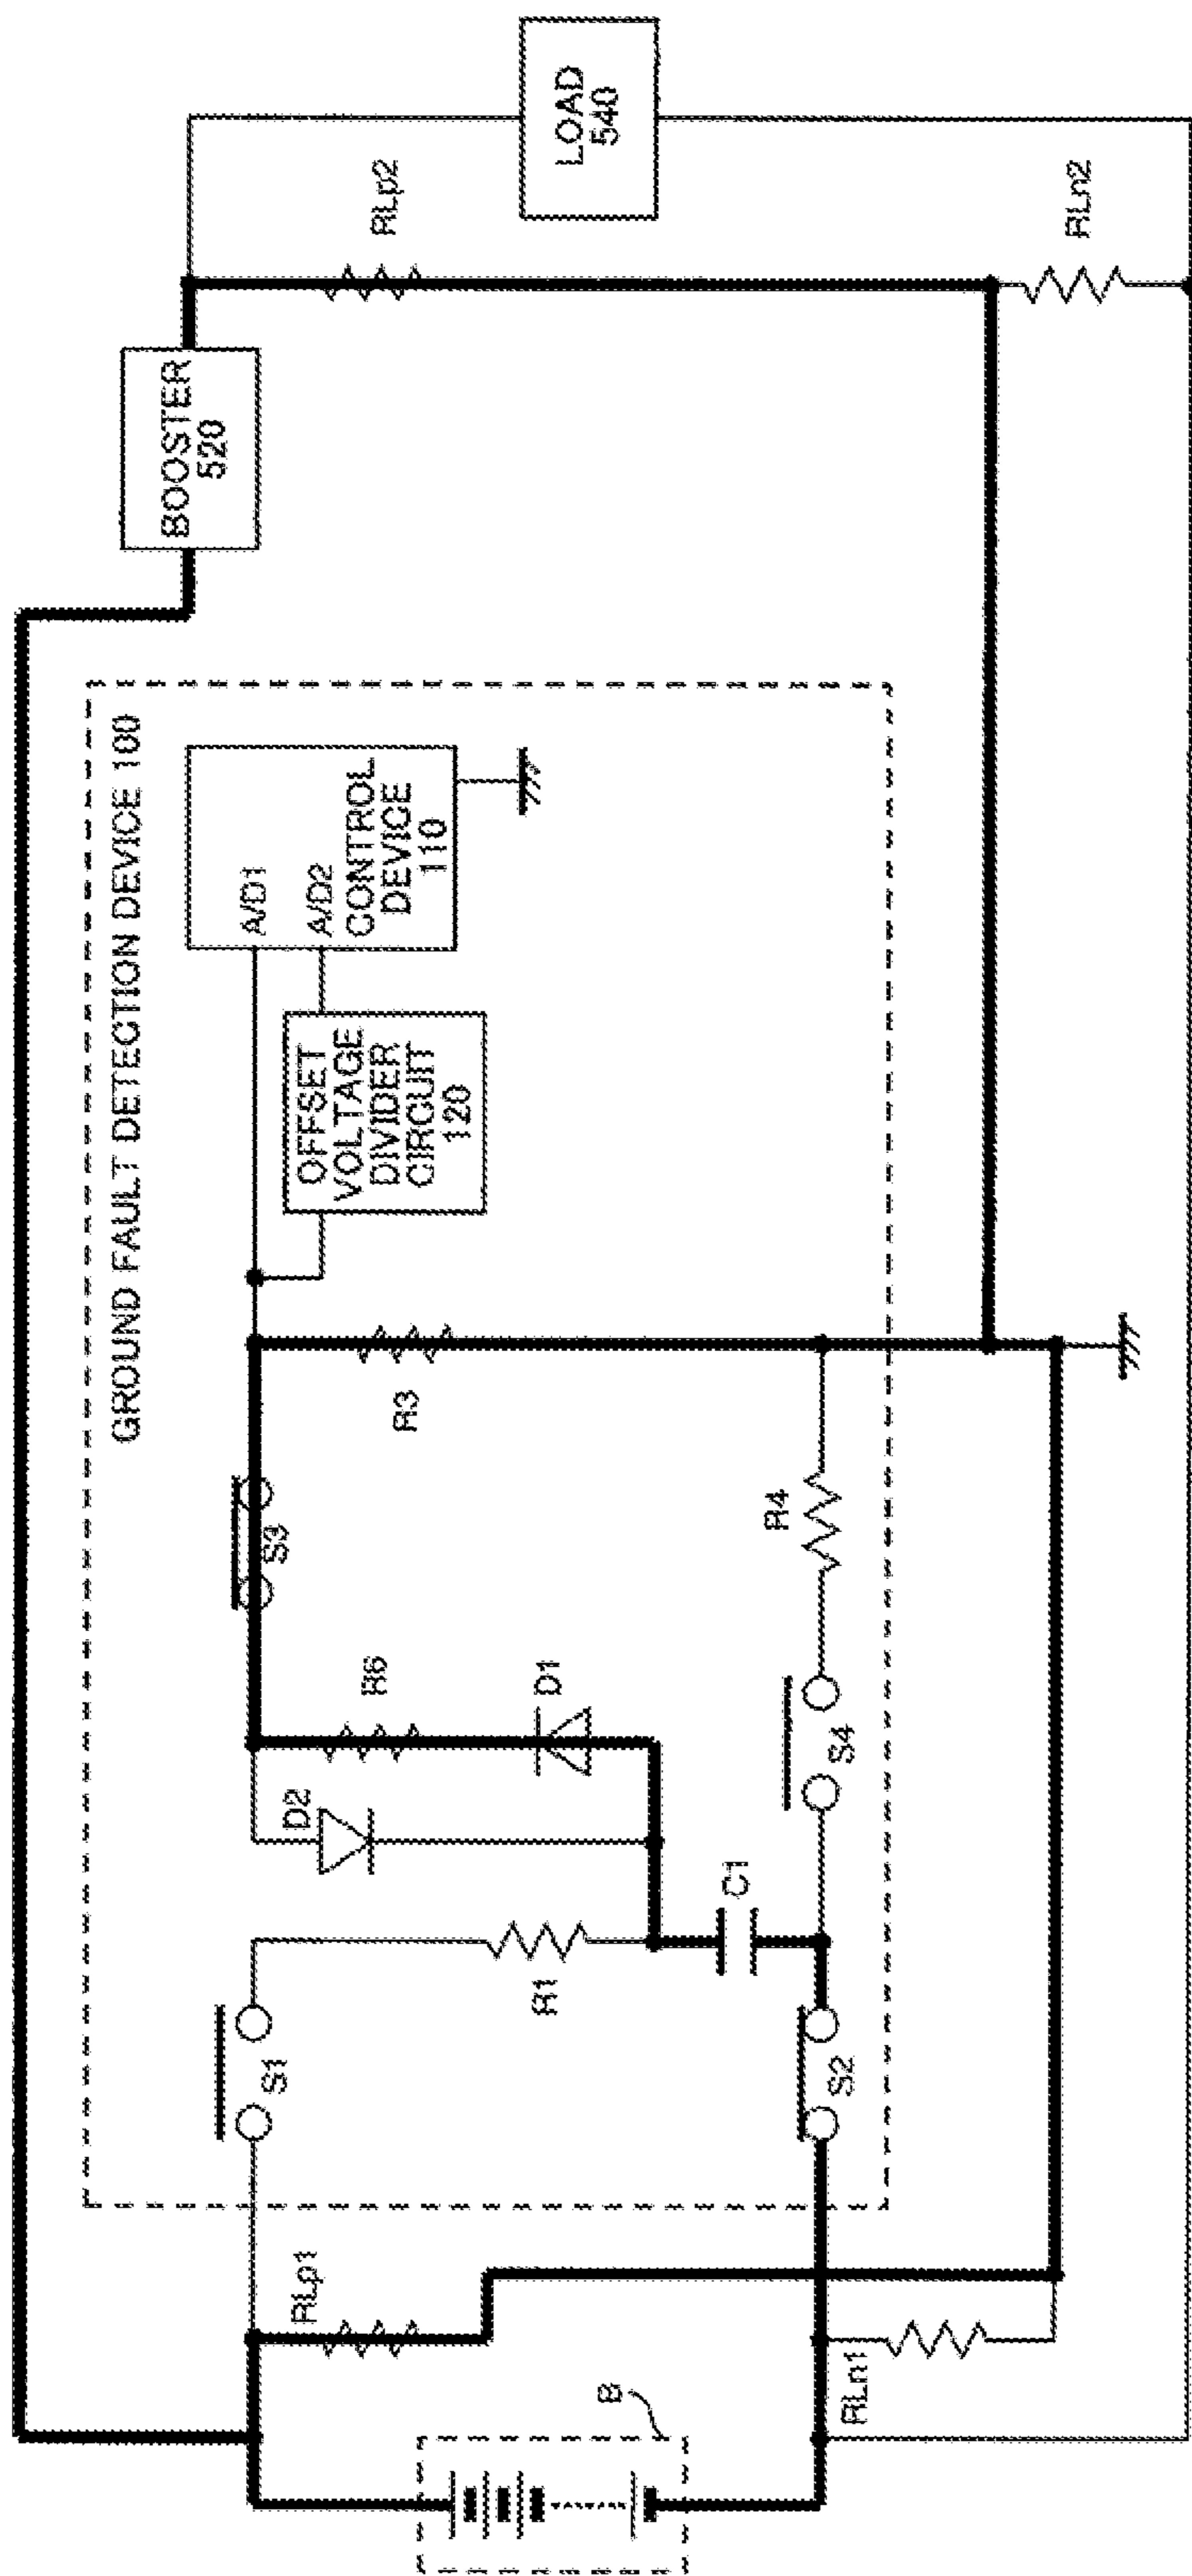 GROUND FAULT DETECTION DEVICE 100
BOOSTER
520
LOAD
540
RLp2
RLn2
A/D1
A/D2
CONTROL
DEVICE
110
OFFSET
VOLTAGE
DIVIDER
CIRCUIT
120
R3
S3
R4
R6
D1
S4
D2
C1
R1
S1
S2
RLp1
RLn1
B